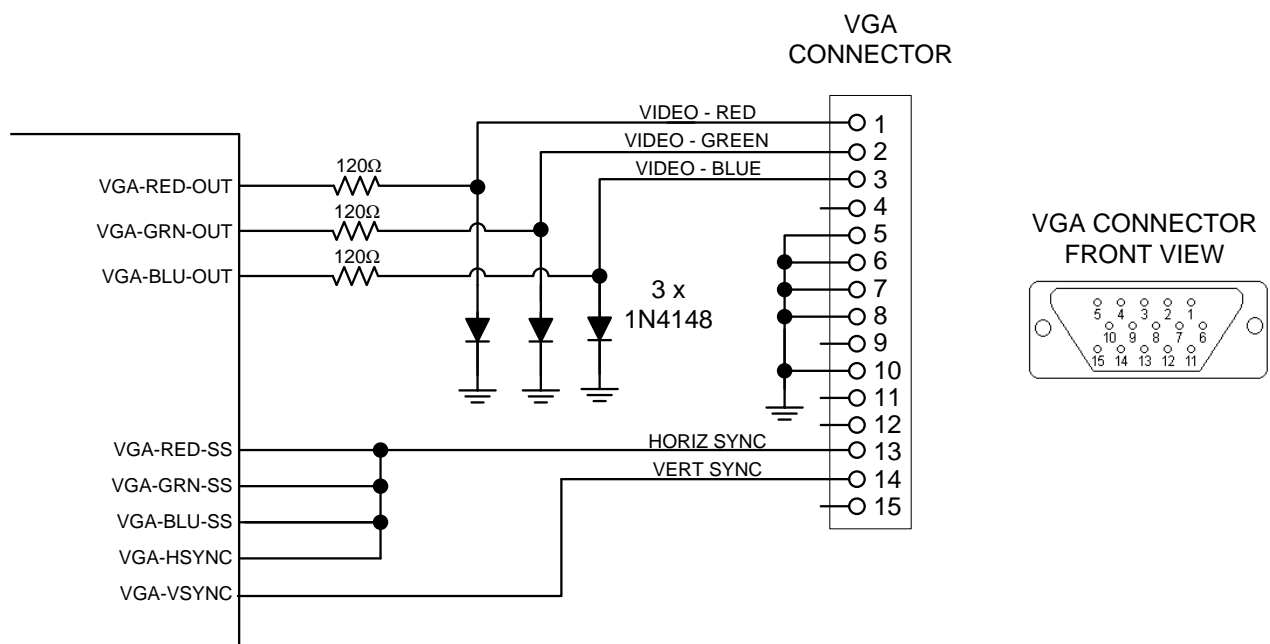 VGA
CONNECTOR
VIDEO - RED
VIDEO - GREEN
VIDEO - BLUE
1
2
3
4
5
6
7
8
9
10
11
12
13
14
15
VGA-RED-OUT
120Ω
VGA-GRN-OUT
120Ω
VGA-BLU-OUT
120Ω
3 x
1N4148
VGA-RED-SS
VGA-GRN-SS
VGA-BLU-SS
VGA-HSYNC
VGA-VSYNC
HORIZ SYNC
VERT SYNC
VGA CONNECTOR
FRONT VIEW
5 4 3 2 1
10 9 8 7 6
15 14 13 12 11